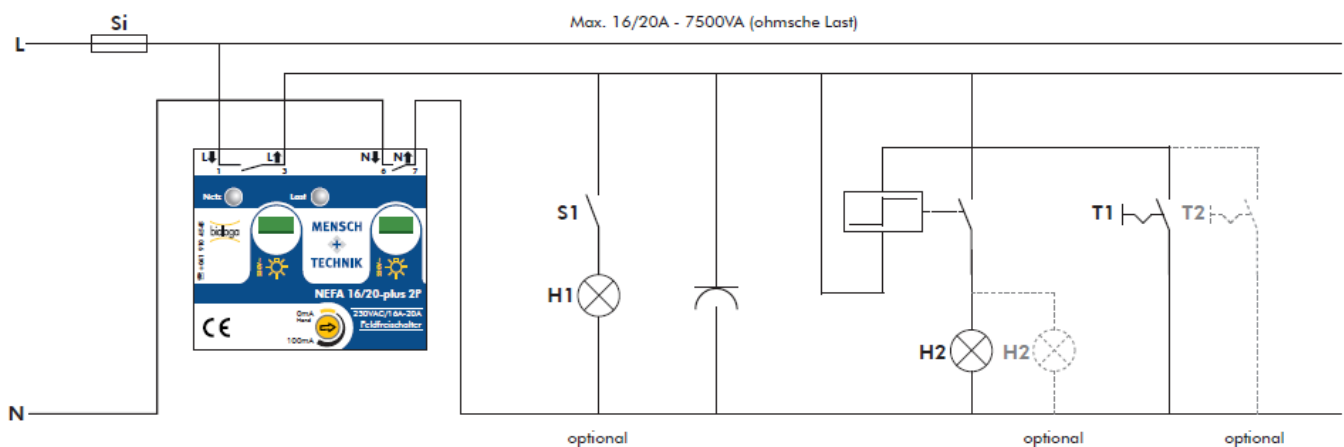 Si
Max. 16/20A - 7500VA (ohmsche Last)
L
L L N N
1 3 6 7
Netz Last
biologa
MENSCH
+
TECHNIK
NEFA 16/20-plus 2P
230VAC/16A-20A
Feldfreischalter
0mA
Hand
100mA
CE
S1
H1
T1 T2
H2 H2
N
optional optional optional